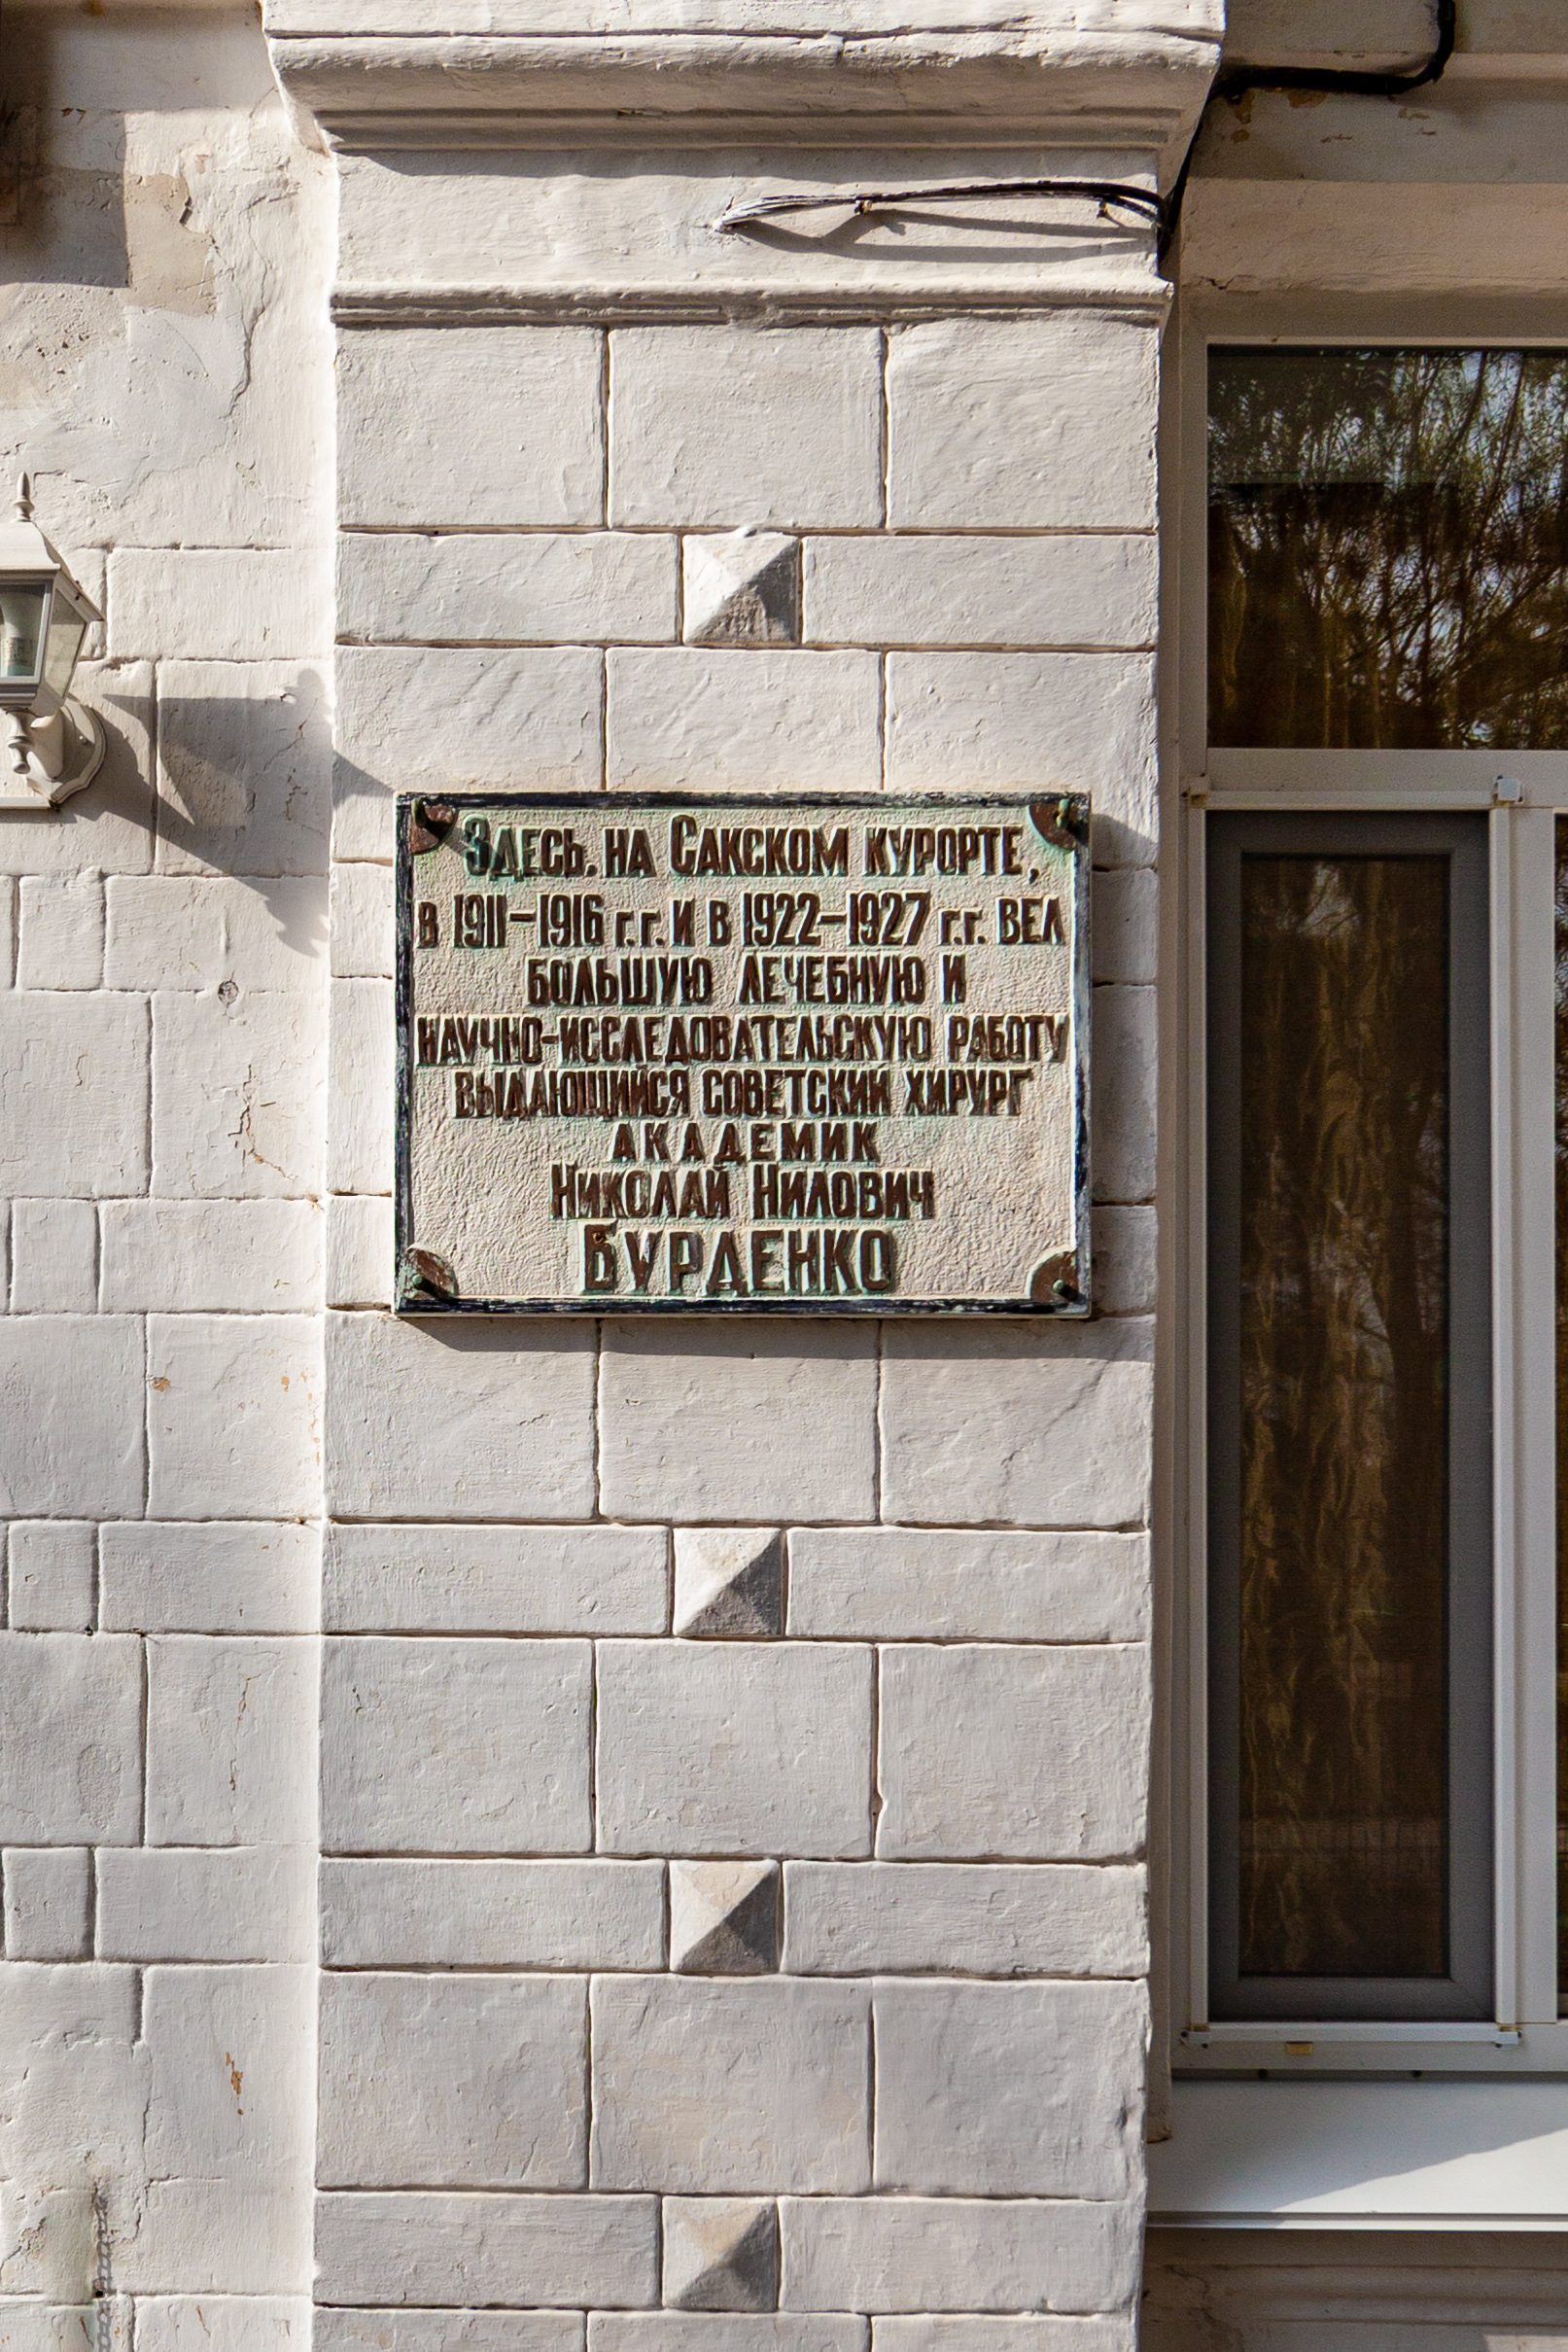 Здесь, на Сакском курорте,
в 1911–1916 г.г. и в 1922–1927 г.г. вел
большую лечебную и
научно-исследовательскую работу
выдающийся советский хирург
академик
Николай Нилович
Бурденко